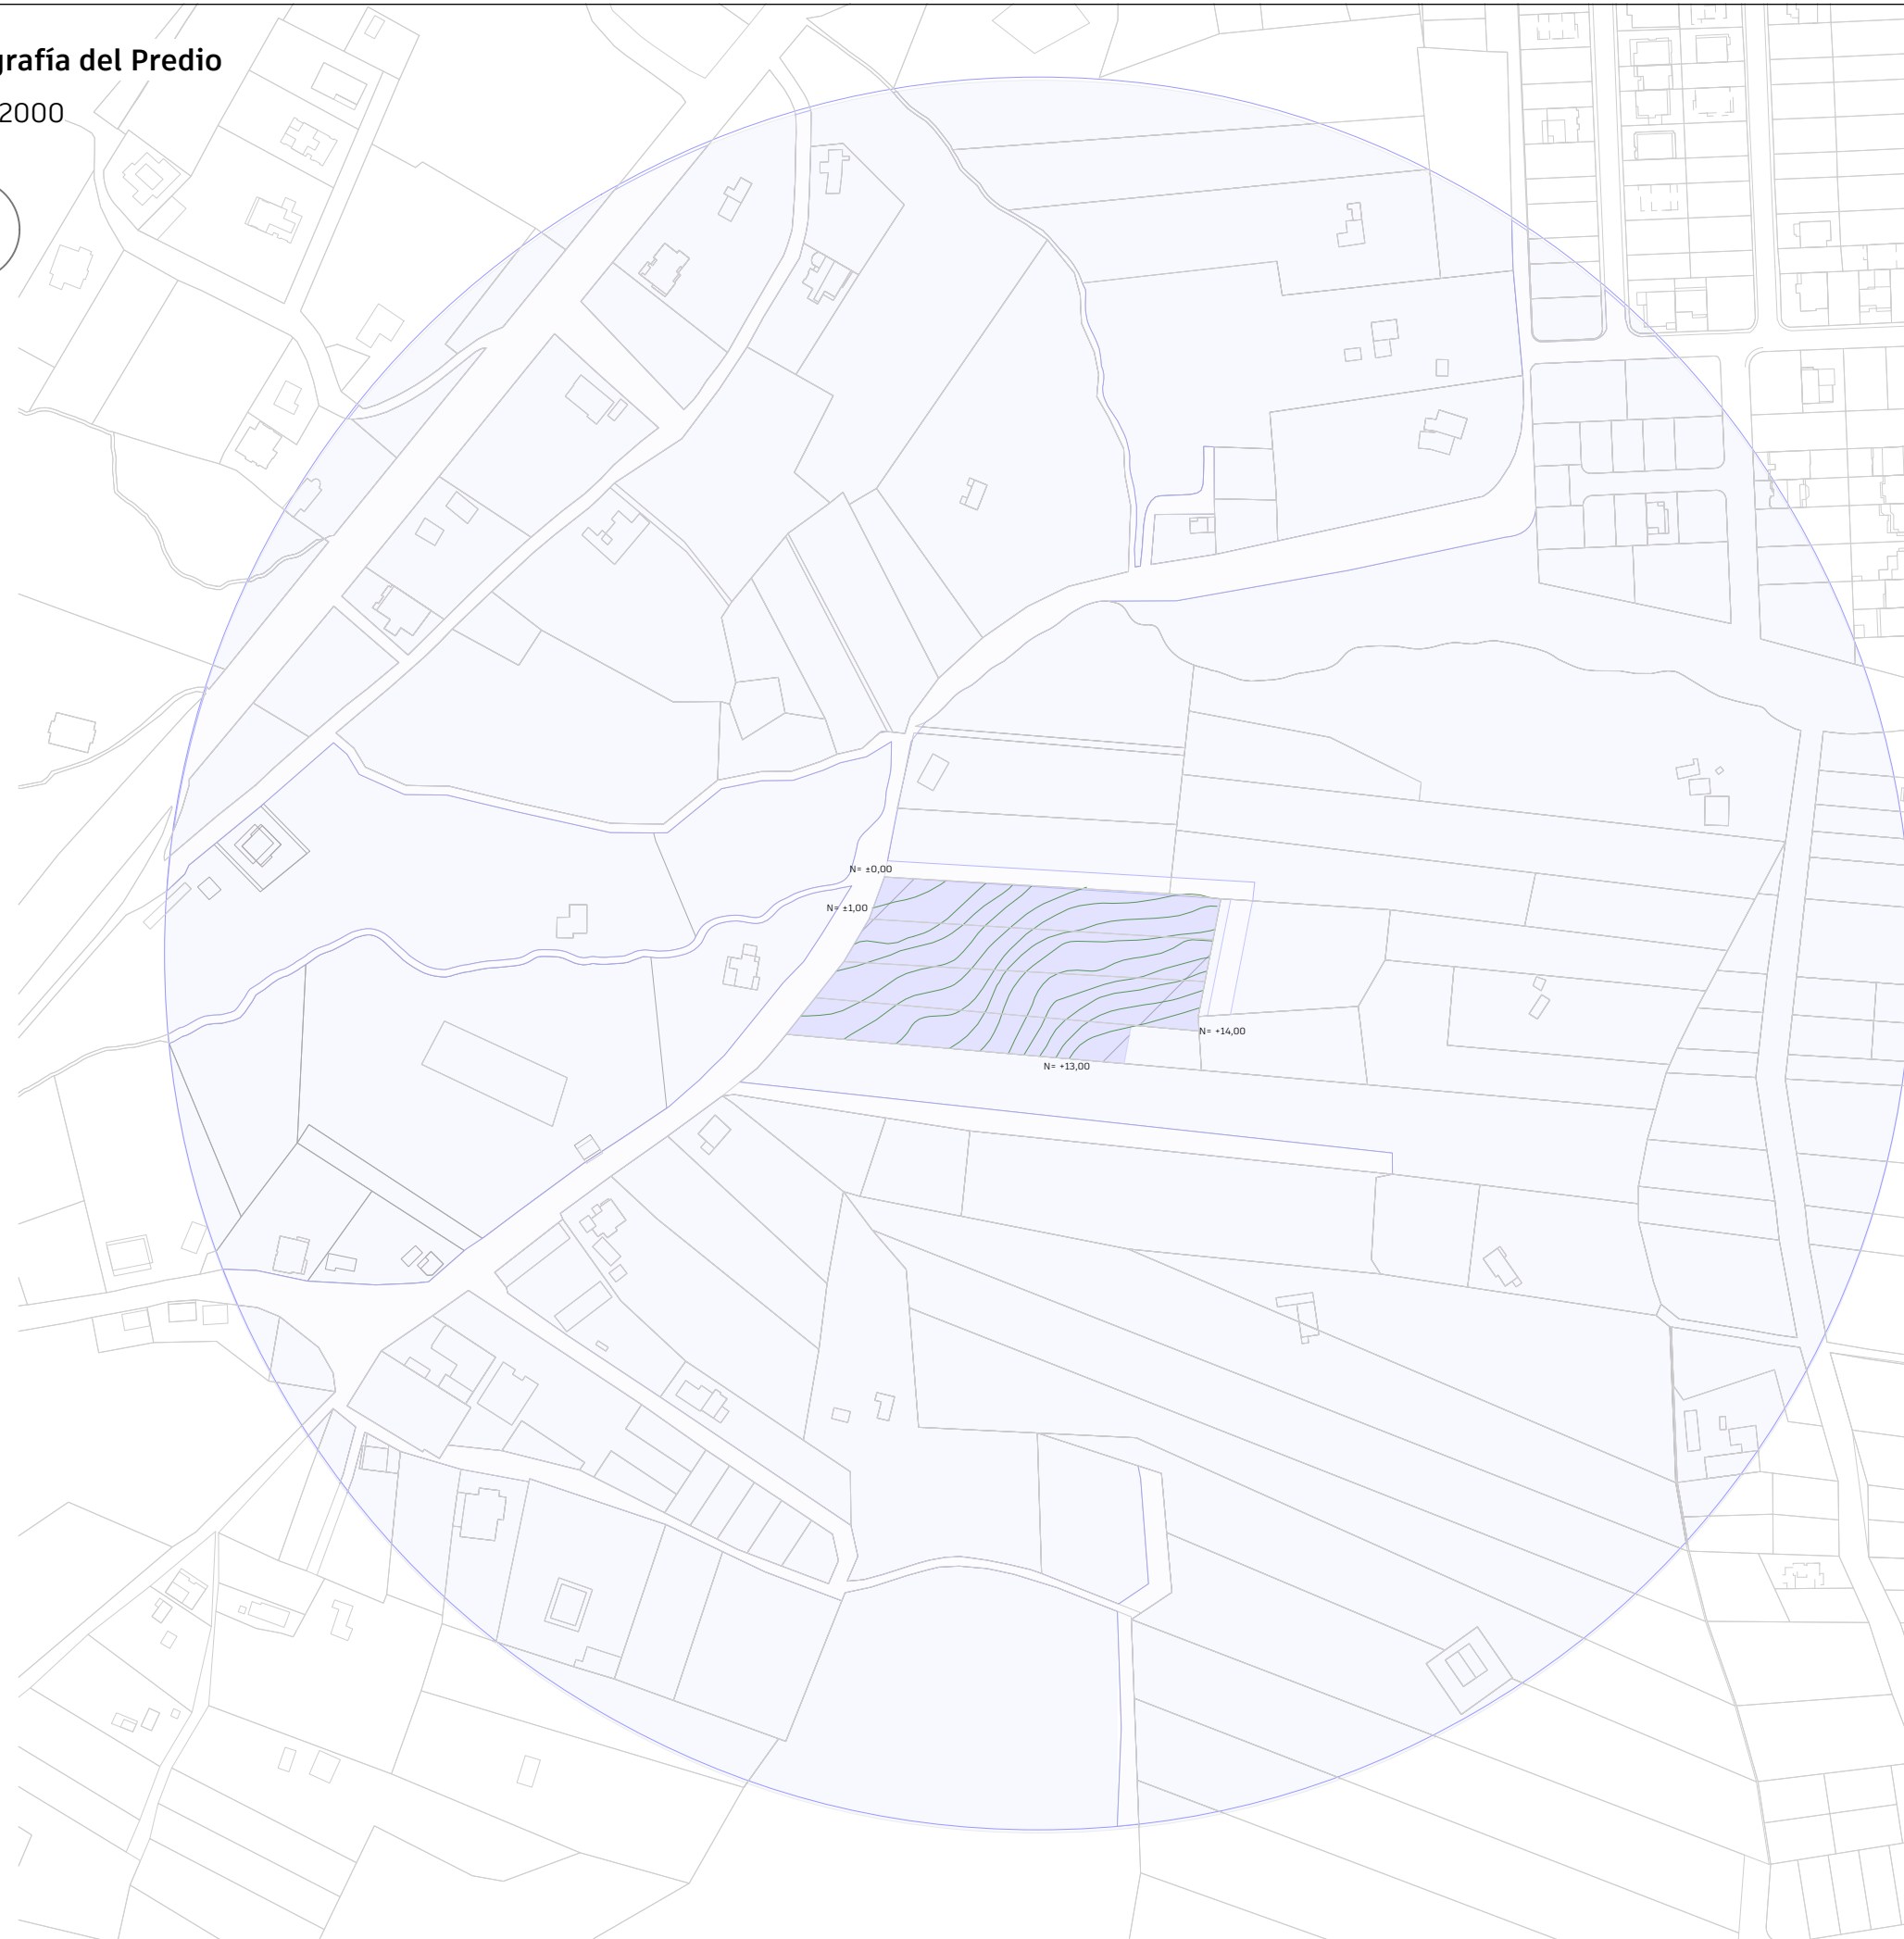 grafía del Predio
2000
N= ±0,00
N= ±1,00
N= +14,00
N= +13,00